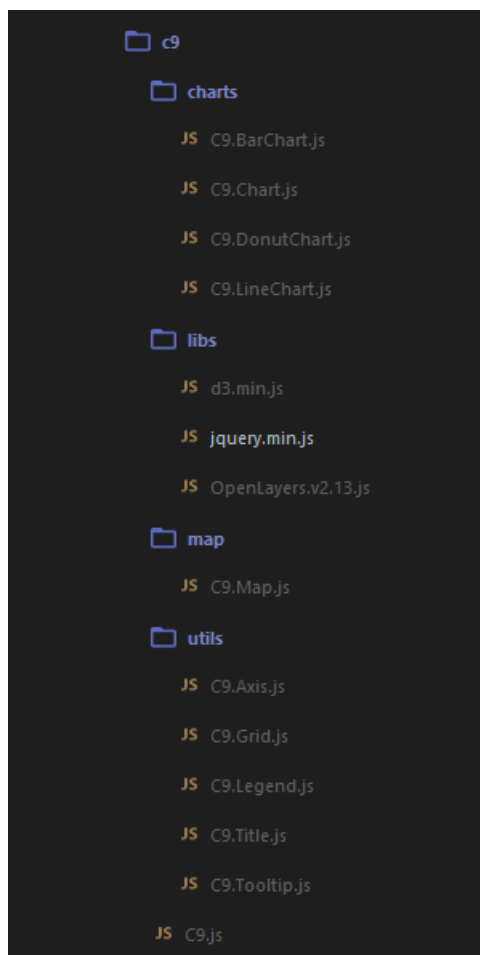 c9
charts
JS C9.BarChart.js
JS C9.Chart.js
JS C9.DonutChart.js
JS C9.LineChart.js
libs
JS d3.min.js
JS jquery.min.js
JS OpenLayers.v2.13.js
map
JS C9.Map.js
utils
JS C9.Axis.js
JS C9.Grid.js
JS C9.Legend.js
JS C9.Title.js
JS C9.Tooltip.js
JS C9.js